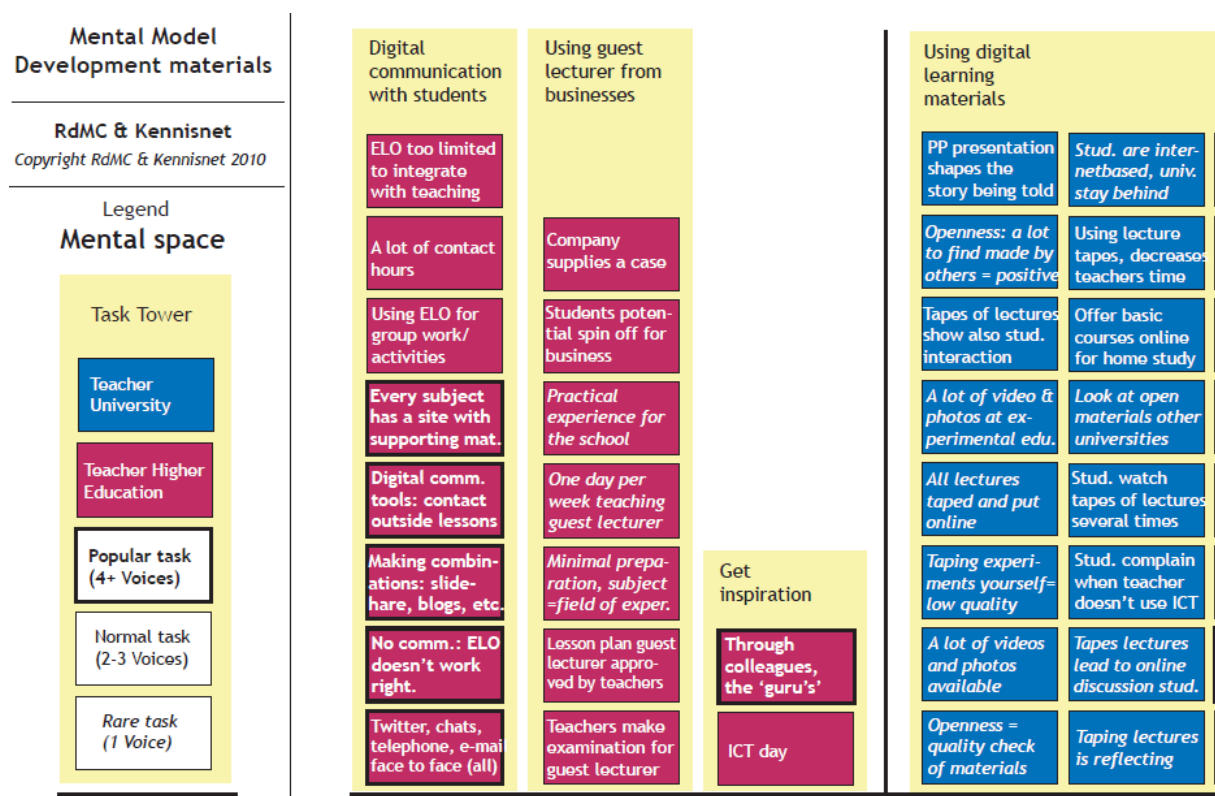 Mental Model
Development materials
RdMC & Kennisnet
Copyright RdMC & Kennisnet 2010
Legend
Mental space
Task Tower
Teacher
University
Teacher Higher
Education
Popular task
(4+ Voices)
Normal task
(2-3 Voices)
Rare task
(1 Voice)
Digital
communication
with students
ELO too limited
to integrate
with teaching
A lot of contact
hours
Using ELO for
group work/
activities
Every subject
has a site with
supporting mat.
Digital comm.
tools: contact
outside lessons
Making combin-
ations: slide-
hare, blogs, etc.
No comm.: ELO
doesn't work
right.
Twitter, chats,
telephone, e-mail
face to face (all)
Using guest
lecturer from
businesses
Company
supplies a case
Students poten-
tial spin off for
business
Practical
experience for
the school
One day per
week teaching
guest lecturer
Minimal prepa-
ration, subject
=field of exper.
Lesson plan guest
lecturer appro-
ved by teachers
Teachers make
examination for
guest lecturer
Get
inspiration
Through
colleagues,
the 'guru's'
ICT day
Using digital
learning
materials
PP presentation
shapes the
story being told
Openness: a lot
to find made by
others = positive
Tapes of lectures
show also stud.
interaction
A lot of video &
photos at ex-
perimental edu.
All lectures
taped and put
online
Taping experi-
ments yourself=
low quality
A lot of videos
and photos
available
Openness =
quality check
of materials
Stud. are inter-
netbased, univ.
stay behind
Using lecture
tapes, decreases
teachers time
Offer basic
courses online
for home study
Look at open
materials other
universities
Stud. watch
tapes of lectures
several times
Stud. complain
when teacher
doesn't use ICT
Tapes lectures
lead to online
discussion stud.
Taping lectures
is reflecting